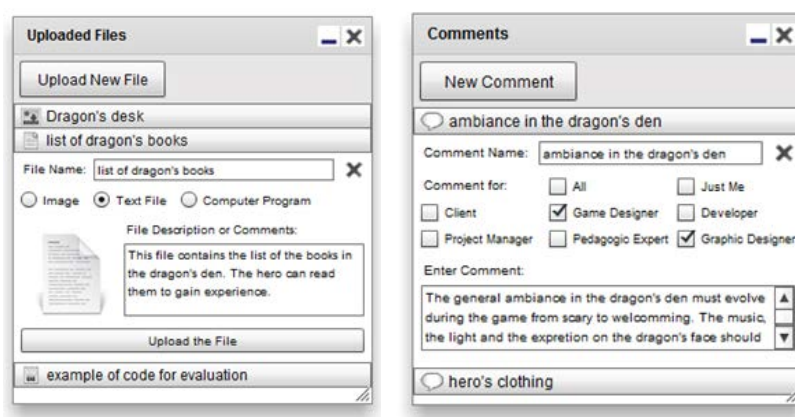 Uploaded Files
Upload New File
Dragon's desk
list of dragon's books
File Name: list of dragon's books
Image Text File Computer Program
File Description or Comments:
This file contains the list of the books in
the dragon's den. The hero can read
them to gain experience.
Upload the File
example of code for evaluation
Comments
New Comment
ambiance in the dragon's den
Comment Name: ambiance in the dragon's den
Comment for: All Just Me
Client Game Designer Developer
Project Manager Pedagogic Expert Graphic Designer
Enter Comment:
The general ambiance in the dragon's den must evolve
during the game from scary to welcomming. The music,
the light and the expretion on the dragon's face should
hero's clothing